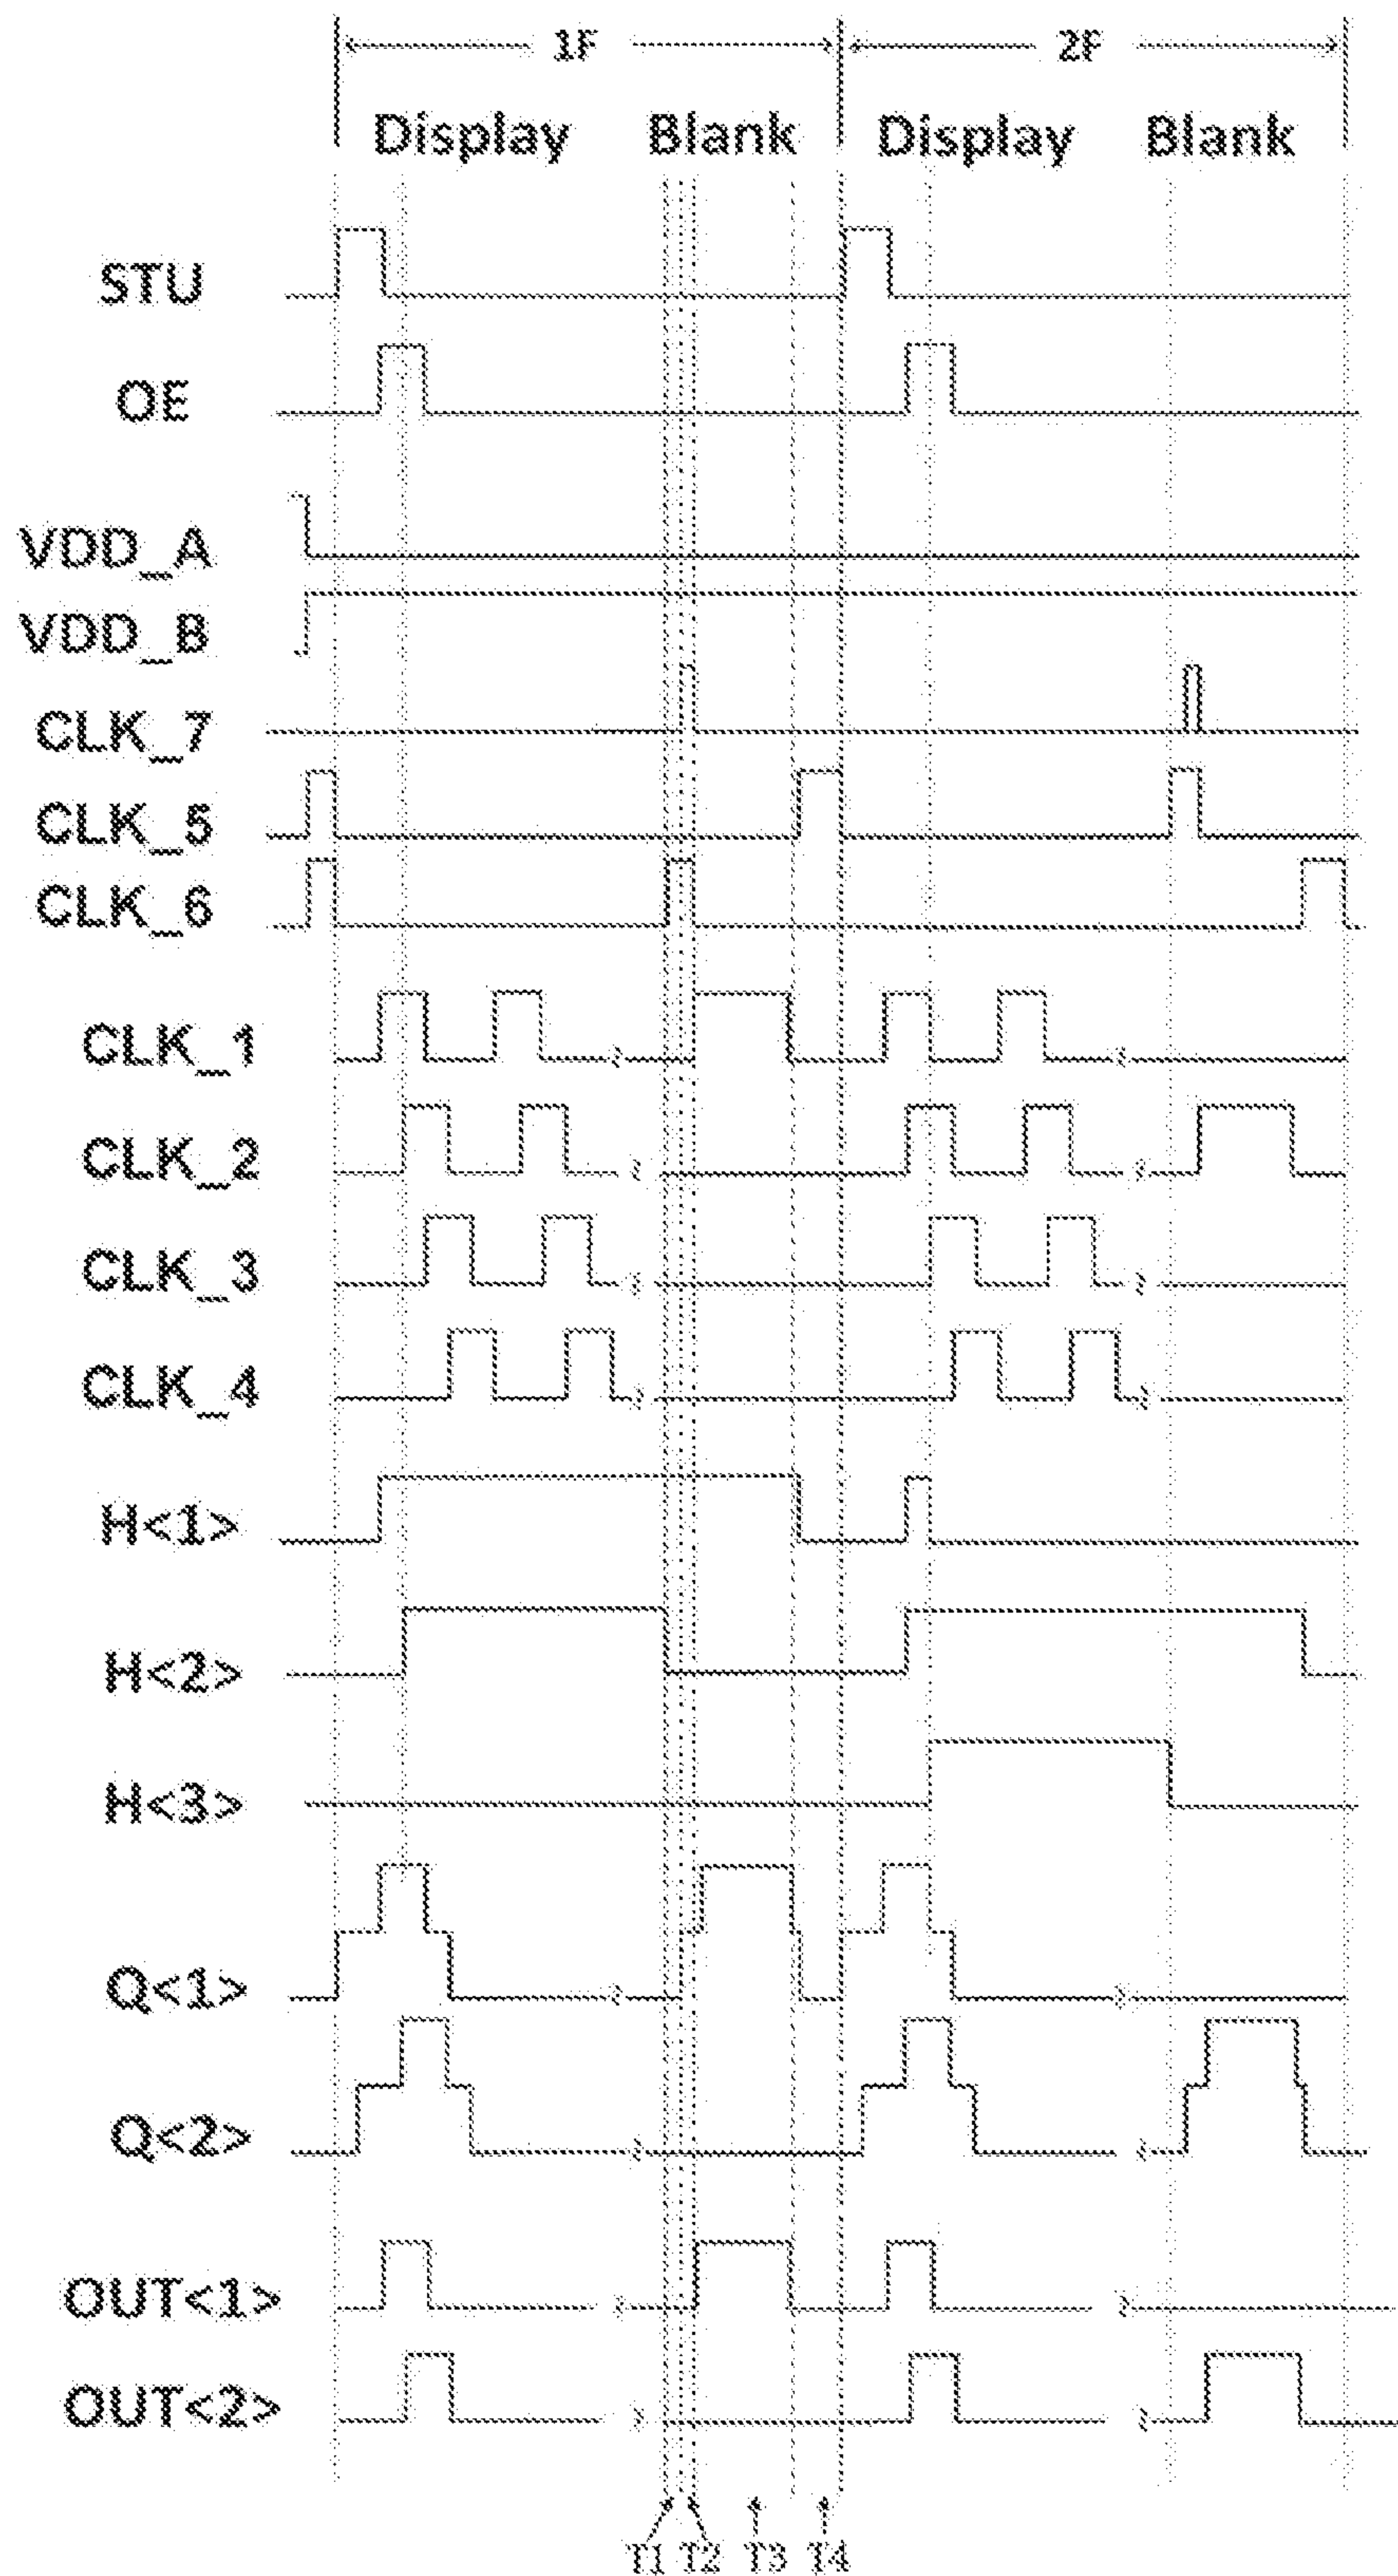 1F 2F
Display Blank Display Blank
STU
OE
VDD_A
VDD_B
CLK_7
CLK_5
CLK_6
CLK_1
CLK_2
CLK_3
CLK_4
H<1>
H<2>
H<3>
Q<1>
Q<2>
OUT<1>
OUT<2>
T1 T2 T3 T4